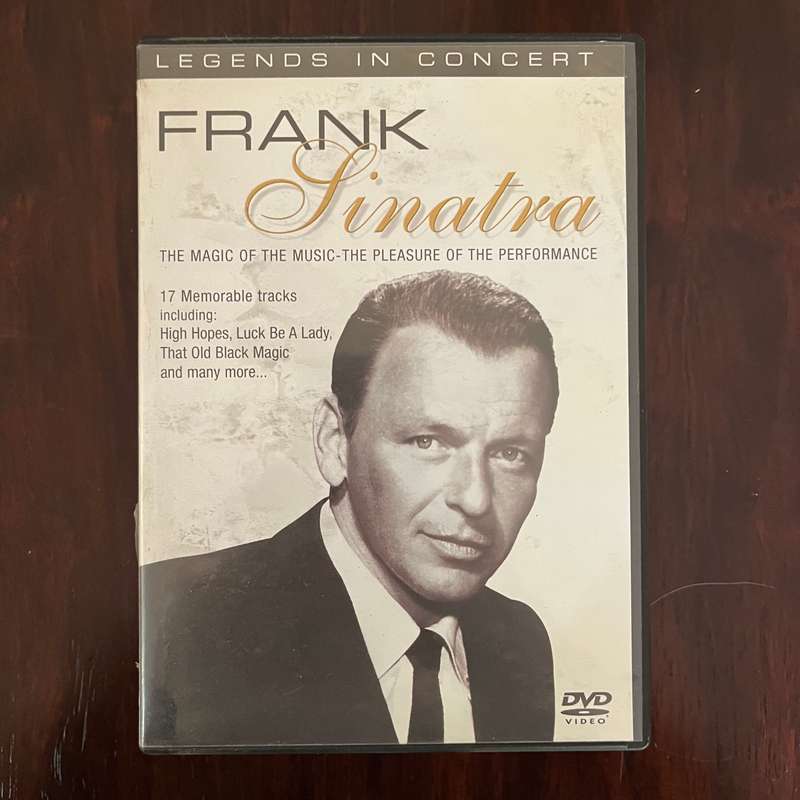 LEGENDS IN CONCERT
FRANK
Sinatra
THE MAGIC OF THE MUSIC-THE PLEASURE OF THE PERFORMANCE
17 Memorable tracks
including:
High Hopes, Luck Be A Lady,
That Old Black Magic
and many more...
DVD
VIDEO